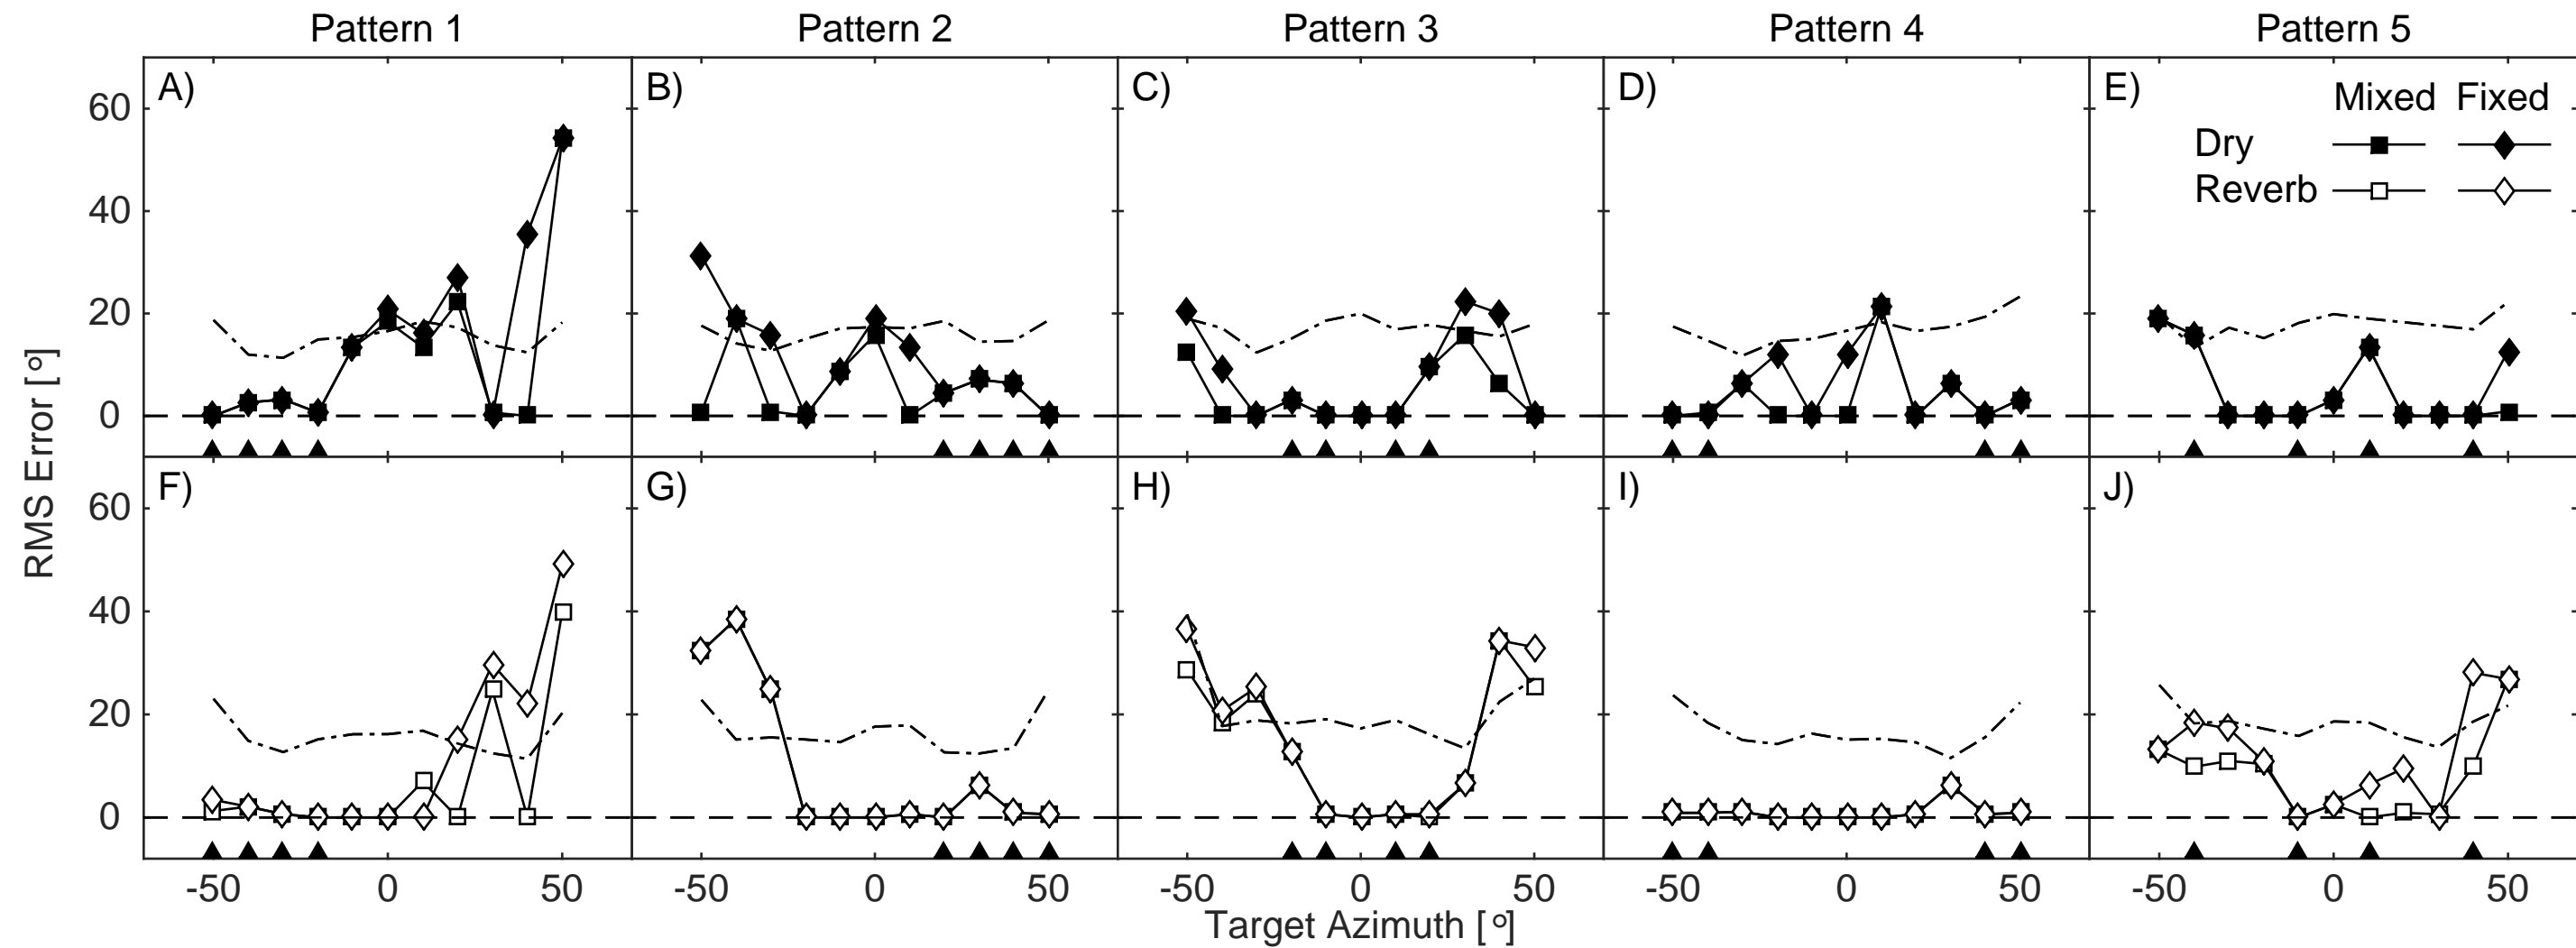 Pattern 1 Pattern 2 Pattern 3 Pattern 4 Pattern 5
A) B) C) D) E)
Mixed Fixed
Dry
Reverb
60
40
20
0
F) G) H) I) J)
60
40
20
0
RMS Error [°]
-50 0 50 -50 0 50 -50 0 50 -50 0 50 -50 0 50
Target Azimuth [°]